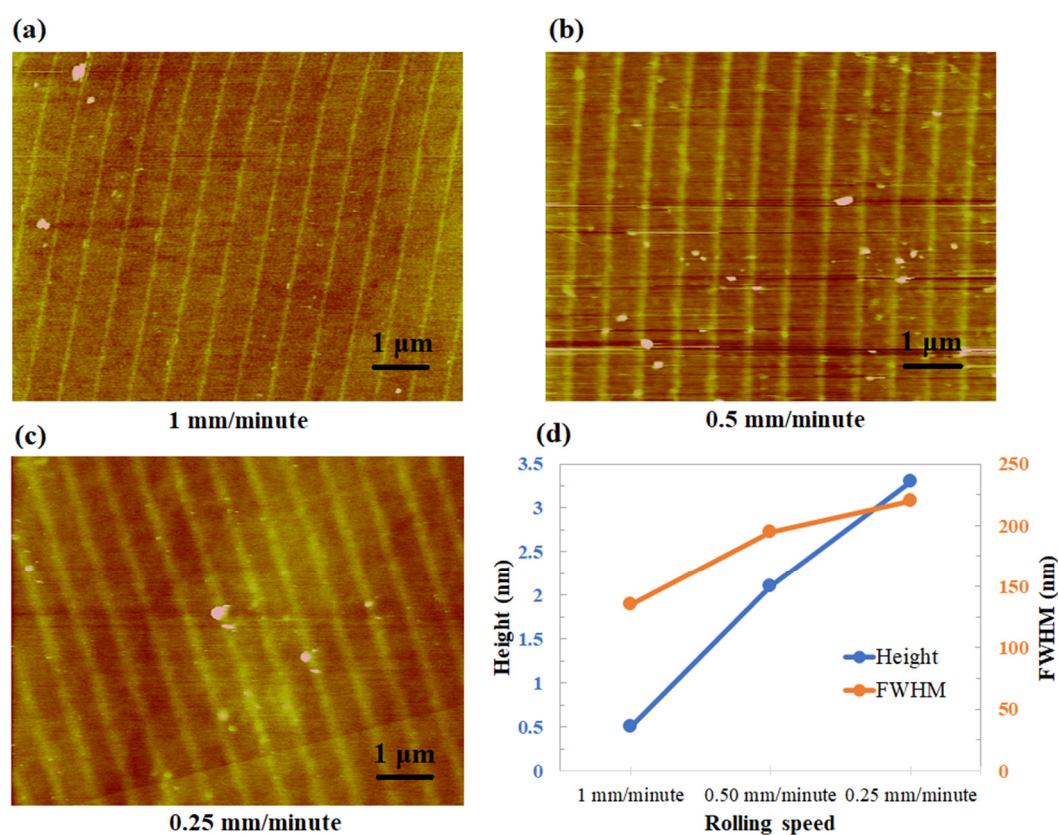 (a)
(b)
1 μm
1 μm
1 mm/minute
0.5 mm/minute
(c)
(d)
1 μm
0.25 mm/minute
3.5
3
2.5
2
1.5
1
0.5
0
Height (nm)
250
200
150
100
50
0
FWHM (nm)
Height
FWHM
1 mm/minute 0.50 mm/minute 0.25 mm/minute
Rolling speed